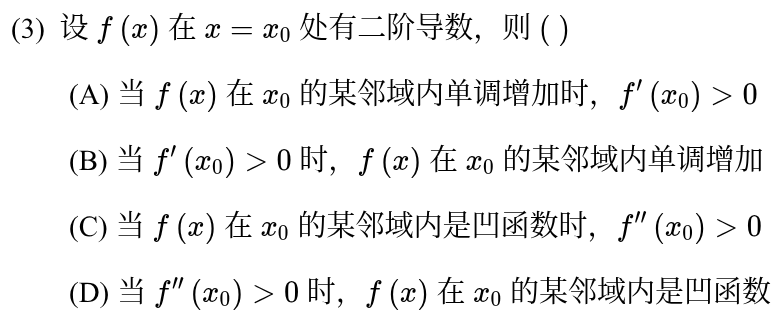 (3) 设 f (x) 在 x = x₀ 处有二阶导数，则 ( )
(A) 当 f (x) 在 x₀ 的某邻域内单调增加时，f′ (x₀) > 0
(B) 当 f′ (x₀) > 0 时，f (x) 在 x₀ 的某邻域内单调增加
(C) 当 f (x) 在 x₀ 的某邻域内是凹函数时，f″ (x₀) > 0
(D) 当 f″ (x₀) > 0 时，f (x) 在 x₀ 的某邻域内是凹函数